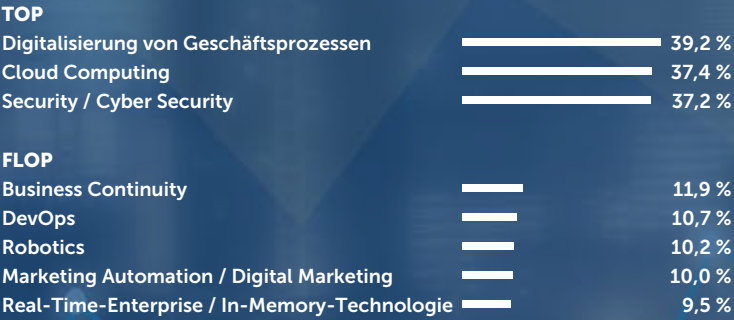 TOP
Digitalisierung von Geschäftsprozessen 39,2 %
Cloud Computing 37,4 %
Security / Cyber Security 37,2 %
FLOP
Business Continuity 11,9 %
DevOps 10,7 %
Robotics 10,2 %
Marketing Automation / Digital Marketing 10,0 %
Real-Time-Enterprise / In-Memory-Technologie 9,5 %